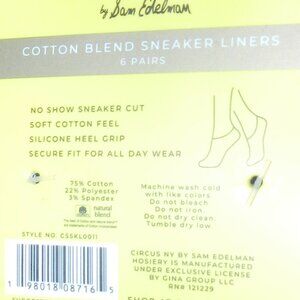 by Sam Edelman
COTTON BLEND SNEAKER LINERS
6 PAIRS
NO SHOW SNEAKER CUT
SOFT COTTON FEEL
SILICONE HEEL GRIP
SECURE FIT FOR ALL DAY WEAR
75% Cotton
22% Polyester
3% Spandex
natural
blend
Machine wash cold
with like colors.
Do not bleach
Do not iron.
Do not dry clean.
Tumble dry low
STYLE NO. CSSKL0011
1 98018 08716 5
CIRCUS NY BY SAM EDELMAN
HOSIERY IS MANUFACTURED
UNDER EXCLUSIVE LICENSE
BY GINA GROUP LLC
RN# 121229